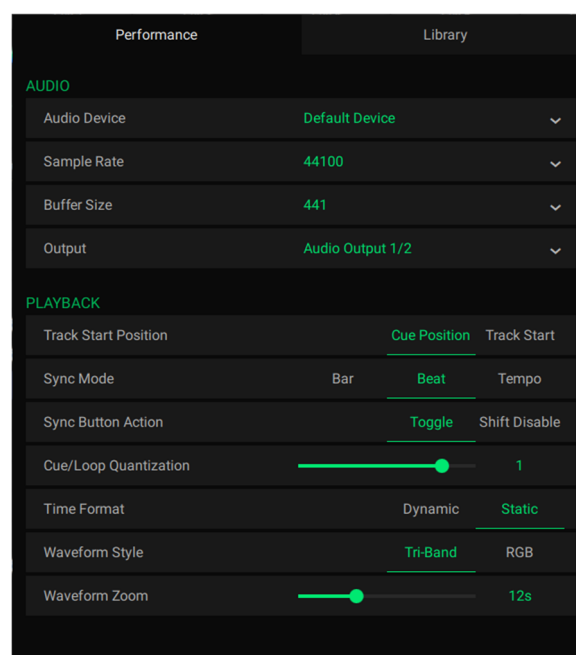 Performance Library
AUDIO
Audio Device Default Device
Sample Rate 44100
Buffer Size 441
Output Audio Output 1/2
PLAYBACK
Track Start Position Cue Position Track Start
Sync Mode Bar Beat Tempo
Sync Button Action Toggle Shift Disable
Cue/Loop Quantization 1
Time Format Dynamic Static
Waveform Style Tri-Band RGB
Waveform Zoom 12s